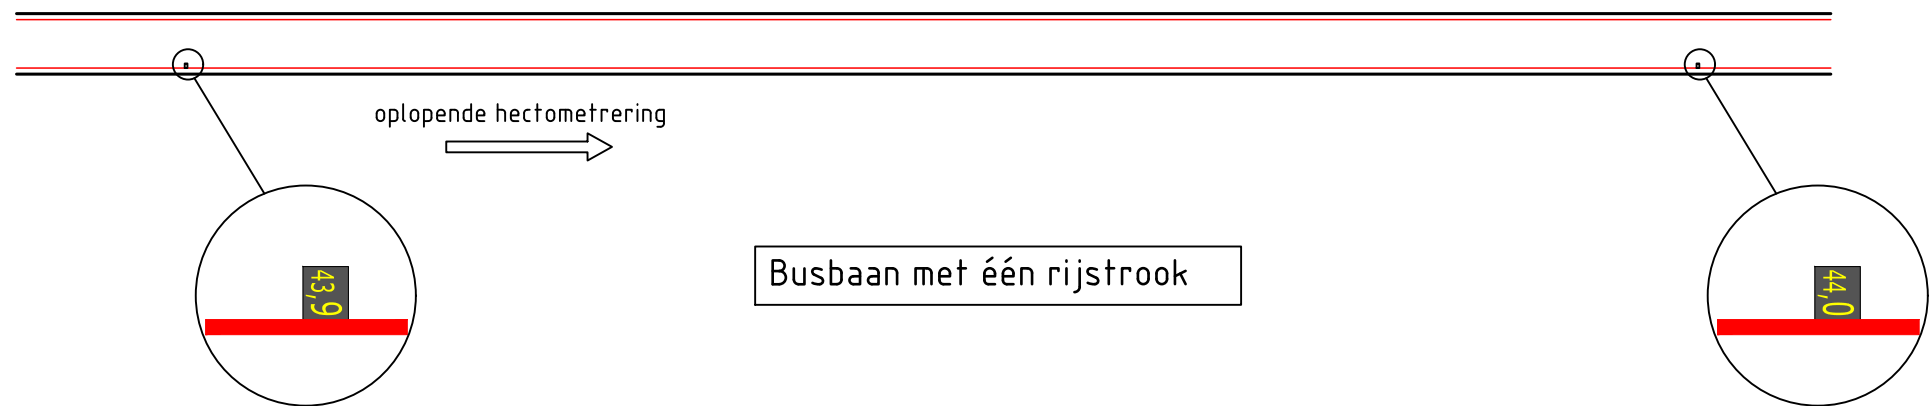 oplopende hectometrering
Busbaan met één rijstrook
43,9
44,0